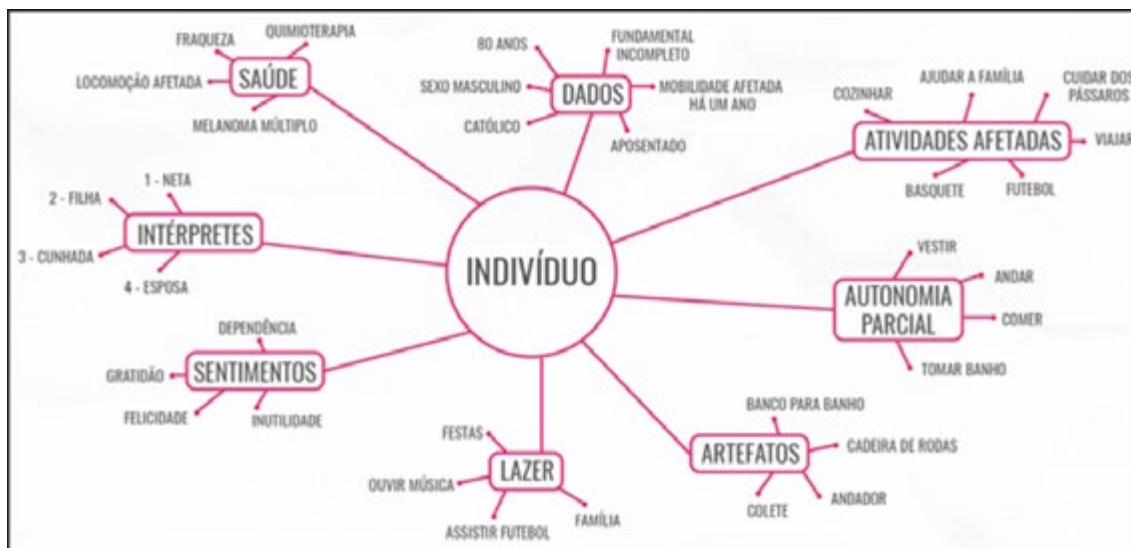 QUIMIOTERAPIA
FRAQUEZA
LOCOMOÇÃO AFETADA
SAÚDE
MELANOMA MÚLTIPLO
80 ANOS
FUNDAMENTAL
INCOMPLETO
SEXO MASCULINO
DADOS
MOBILIDADE AFETADA
HÁ UM ANO
CATÓLICO
APOSENTADO
AJUDAR A FAMÍLIA
CUIDAR DOS
PÁSSAROS
COZINHAR
ATIVIDADES AFETADAS
VIAJAR
BASQUETE
FUTEBOL
1 - NETA
2 - FILHA
INTÉRPRETES
3 - CUNHADA
4 - ESPOSA
INDIVÍDUO
VESTIR
ANDAR
AUTONOMIA
PARCIAL
COMER
TOMAR BANHO
DEPENDÊNCIA
GRATIDÃO
SENTIMENTOS
FELICIDADE
INUTILIDADE
FESTAS
LAZER
OUVIR MÚSICA
ASSISTIR FUTEBOL
FAMÍLIA
BANCO PARA BANHO
ARTEFATOS
CADEIRA DE RODAS
COLETE
ANDADOR